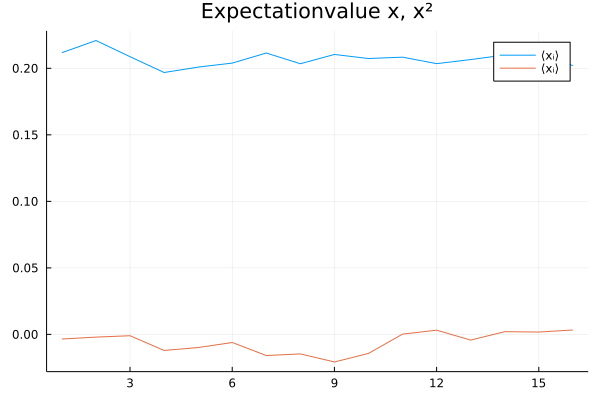 Expectationvalue x, x²
⟨xᵢ⟩
⟨xᵢ⟩
0.20
0.15
0.10
0.05
0.00
3 6 9 12 15